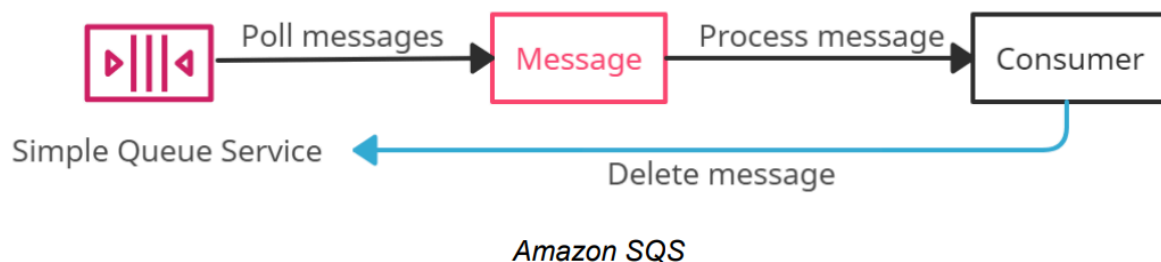 Poll messages
Message
Process message
Consumer
Simple Queue Service
Delete message
Amazon SQS